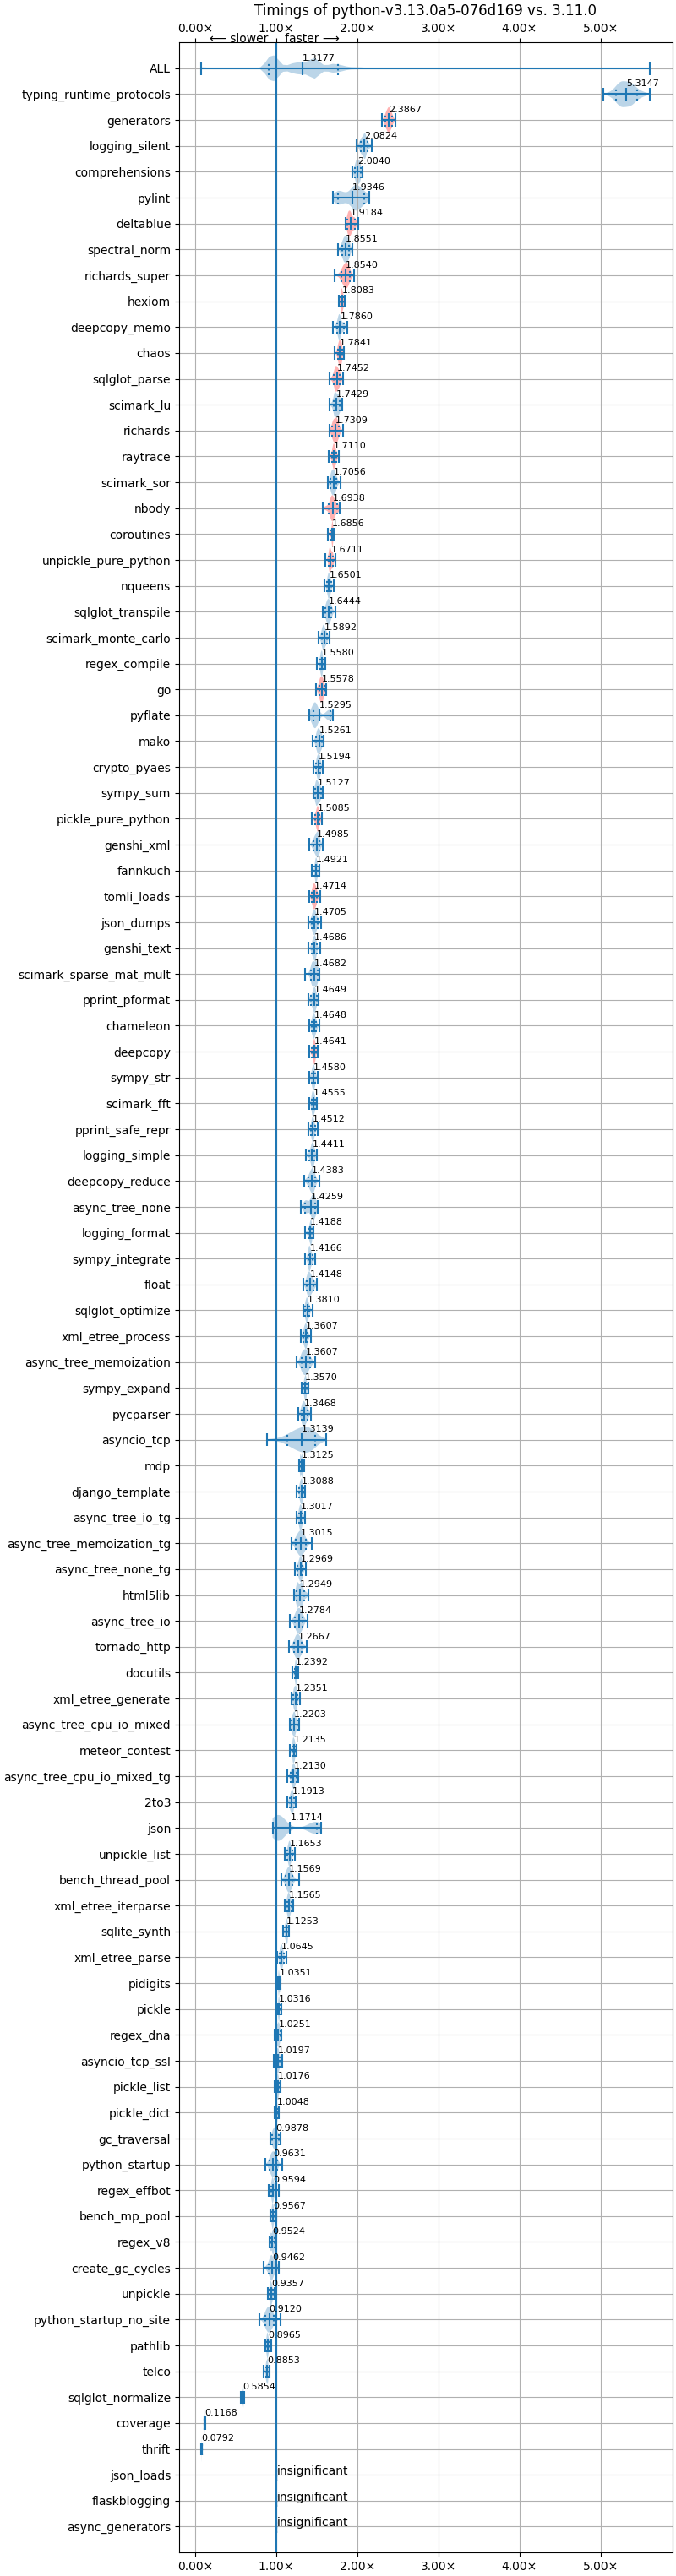 Timings of python-v3.13.0a5-076d169 vs. 3.11.0
0.00× 1.00× 2.00× 3.00× 4.00× 5.00×
⟵ slower faster ⟶
ALL 1.3177
typing_runtime_protocols 5.3147
generators 2.3867
logging_silent 2.0824
comprehensions 2.0040
pylint 1.9346
deltablue 1.9184
spectral_norm 1.8551
richards_super 1.8540
hexiom 1.8083
deepcopy_memo 1.7860
chaos 1.7841
sqlglot_parse 1.7452
scimark_lu 1.7429
richards 1.7309
raytrace 1.7110
scimark_sor 1.7056
nbody 1.6938
coroutines 1.6856
unpickle_pure_python 1.6711
nqueens 1.6501
sqlglot_transpile 1.6444
scimark_monte_carlo 1.5892
regex_compile 1.5580
go 1.5578
pyflate 1.5295
mako 1.5261
crypto_pyaes 1.5194
sympy_sum 1.5127
pickle_pure_python 1.5085
genshi_xml 1.4985
fannkuch 1.4921
tomli_loads 1.4714
json_dumps 1.4705
genshi_text 1.4686
scimark_sparse_mat_mult 1.4682
pprint_pformat 1.4649
chameleon 1.4648
deepcopy 1.4641
sympy_str 1.4580
scimark_fft 1.4555
pprint_safe_repr 1.4512
logging_simple 1.4411
deepcopy_reduce 1.4383
async_tree_none 1.4259
logging_format 1.4188
sympy_integrate 1.4166
float 1.4148
sqlglot_optimize 1.3810
xml_etree_process 1.3607
async_tree_memoization 1.3607
sympy_expand 1.3570
pycparser 1.3468
asyncio_tcp 1.3139
mdp 1.3125
django_template 1.3088
async_tree_io_tg 1.3017
async_tree_memoization_tg 1.3015
async_tree_none_tg 1.2969
html5lib 1.2949
async_tree_io 1.2784
tornado_http 1.2667
docutils 1.2392
xml_etree_generate 1.2351
async_tree_cpu_io_mixed 1.2203
meteor_contest 1.2135
async_tree_cpu_io_mixed_tg 1.2130
2to3 1.1913
json 1.1714
unpickle_list 1.1653
bench_thread_pool 1.1569
xml_etree_iterparse 1.1565
sqlite_synth 1.1253
xml_etree_parse 1.0645
pidigits 1.0351
pickle 1.0316
regex_dna 1.0251
asyncio_tcp_ssl 1.0197
pickle_list 1.0176
pickle_dict 1.0048
gc_traversal 0.9878
python_startup 0.9631
regex_effbot 0.9594
bench_mp_pool 0.9567
regex_v8 0.9524
create_gc_cycles 0.9462
unpickle 0.9357
python_startup_no_site 0.9120
pathlib 0.8965
telco 0.8853
sqlglot_normalize 0.5854
coverage 0.1168
thrift 0.0792
json_loads insignificant
flaskblogging insignificant
async_generators insignificant
0.00× 1.00× 2.00× 3.00× 4.00× 5.00×